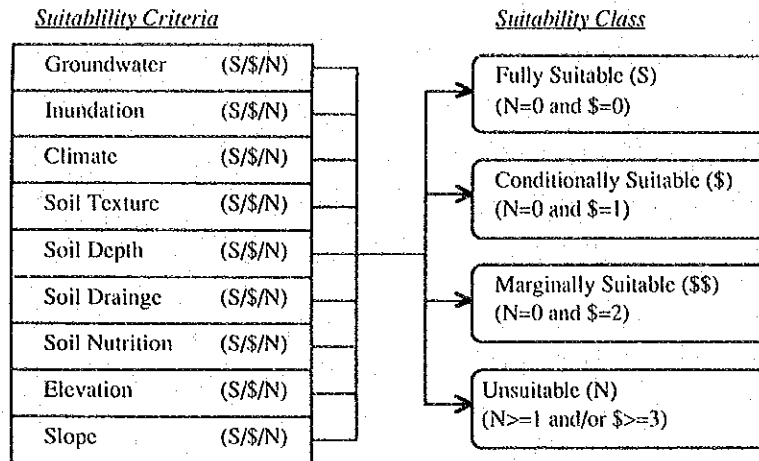 Suitablility Criteria
Groundwater (S/$/N)
Inundation (S/$/N)
Climate (S/$/N)
Soil Texture (S/$/N)
Soil Depth (S/$/N)
Soil Drainge (S/$/N)
Soil Nutrition (S/$/N)
Elevation (S/$/N)
Slope (S/$/N)
Suitability Class
Fully Suitable (S)
(N=0 and $=0)
Conditionally Suitable ($)
(N=0 and $=1)
Marginally Suitable ($$)
(N=0 and $=2)
Unsuitable (N)
(N>=1 and/or $>=3)